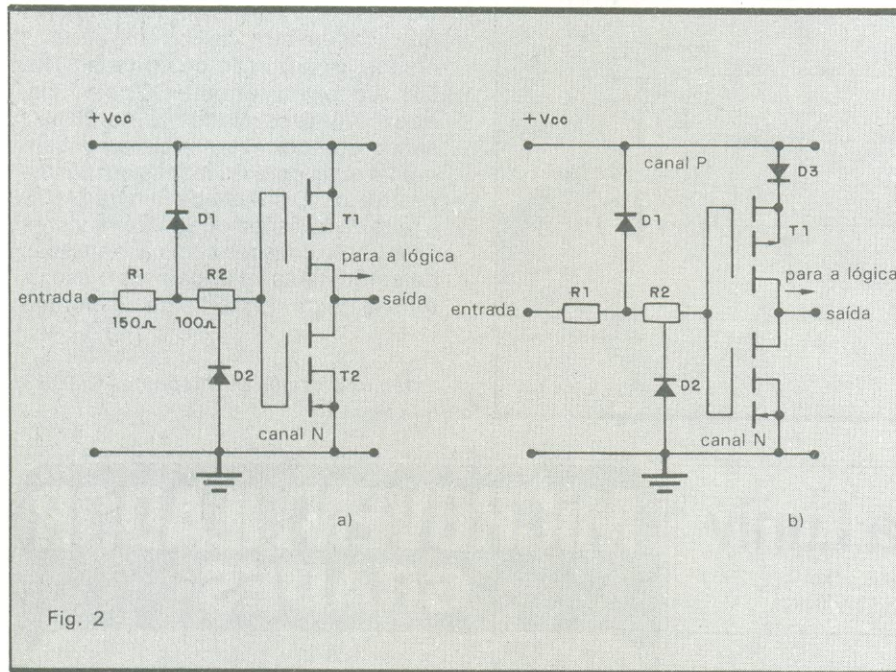 +Vcc
D1
T1
R1
R2
para a lógica
entrada
saída
150Ω
100Ω
D2
T2
canal N
a)
+Vcc
canal P
D3
D1
T1
para a lógica
R1
R2
entrada
saída
D2
canal N
b)
Fig. 2